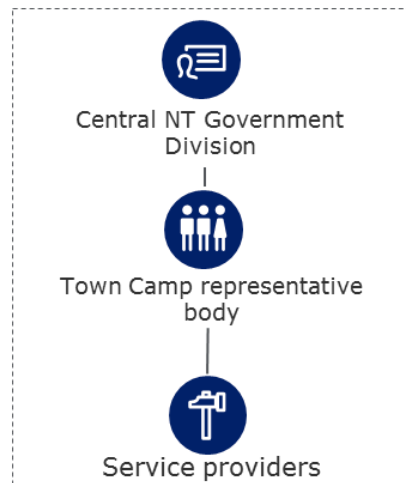 Central NT Government
Division
Town Camp representative
body
Service providers